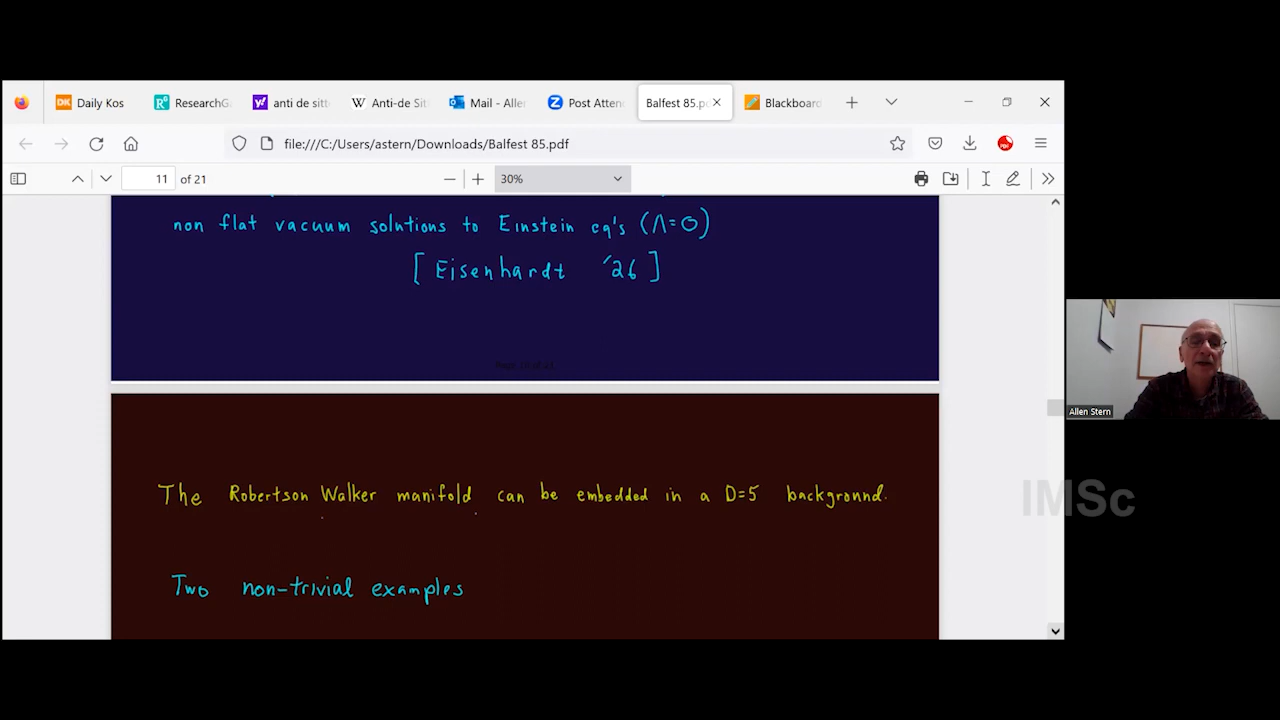 Daily Kos
ResearchG
anti de sitt
Anti-de Sit
Mail - Aller
Post Atten
Balfest 85.p
Blackboard
file:///C:/Users/astern/Downloads/Balfest 85.pdf
11 of 21
30%
non flat vacuum solutions to Einstein eq's (Λ=0)
[ Eisenhardt '26 ]
The Robertson Walker manifold can be embedded in a D=5 background.
Two non-trivial examples
Allen Stern
IMSc